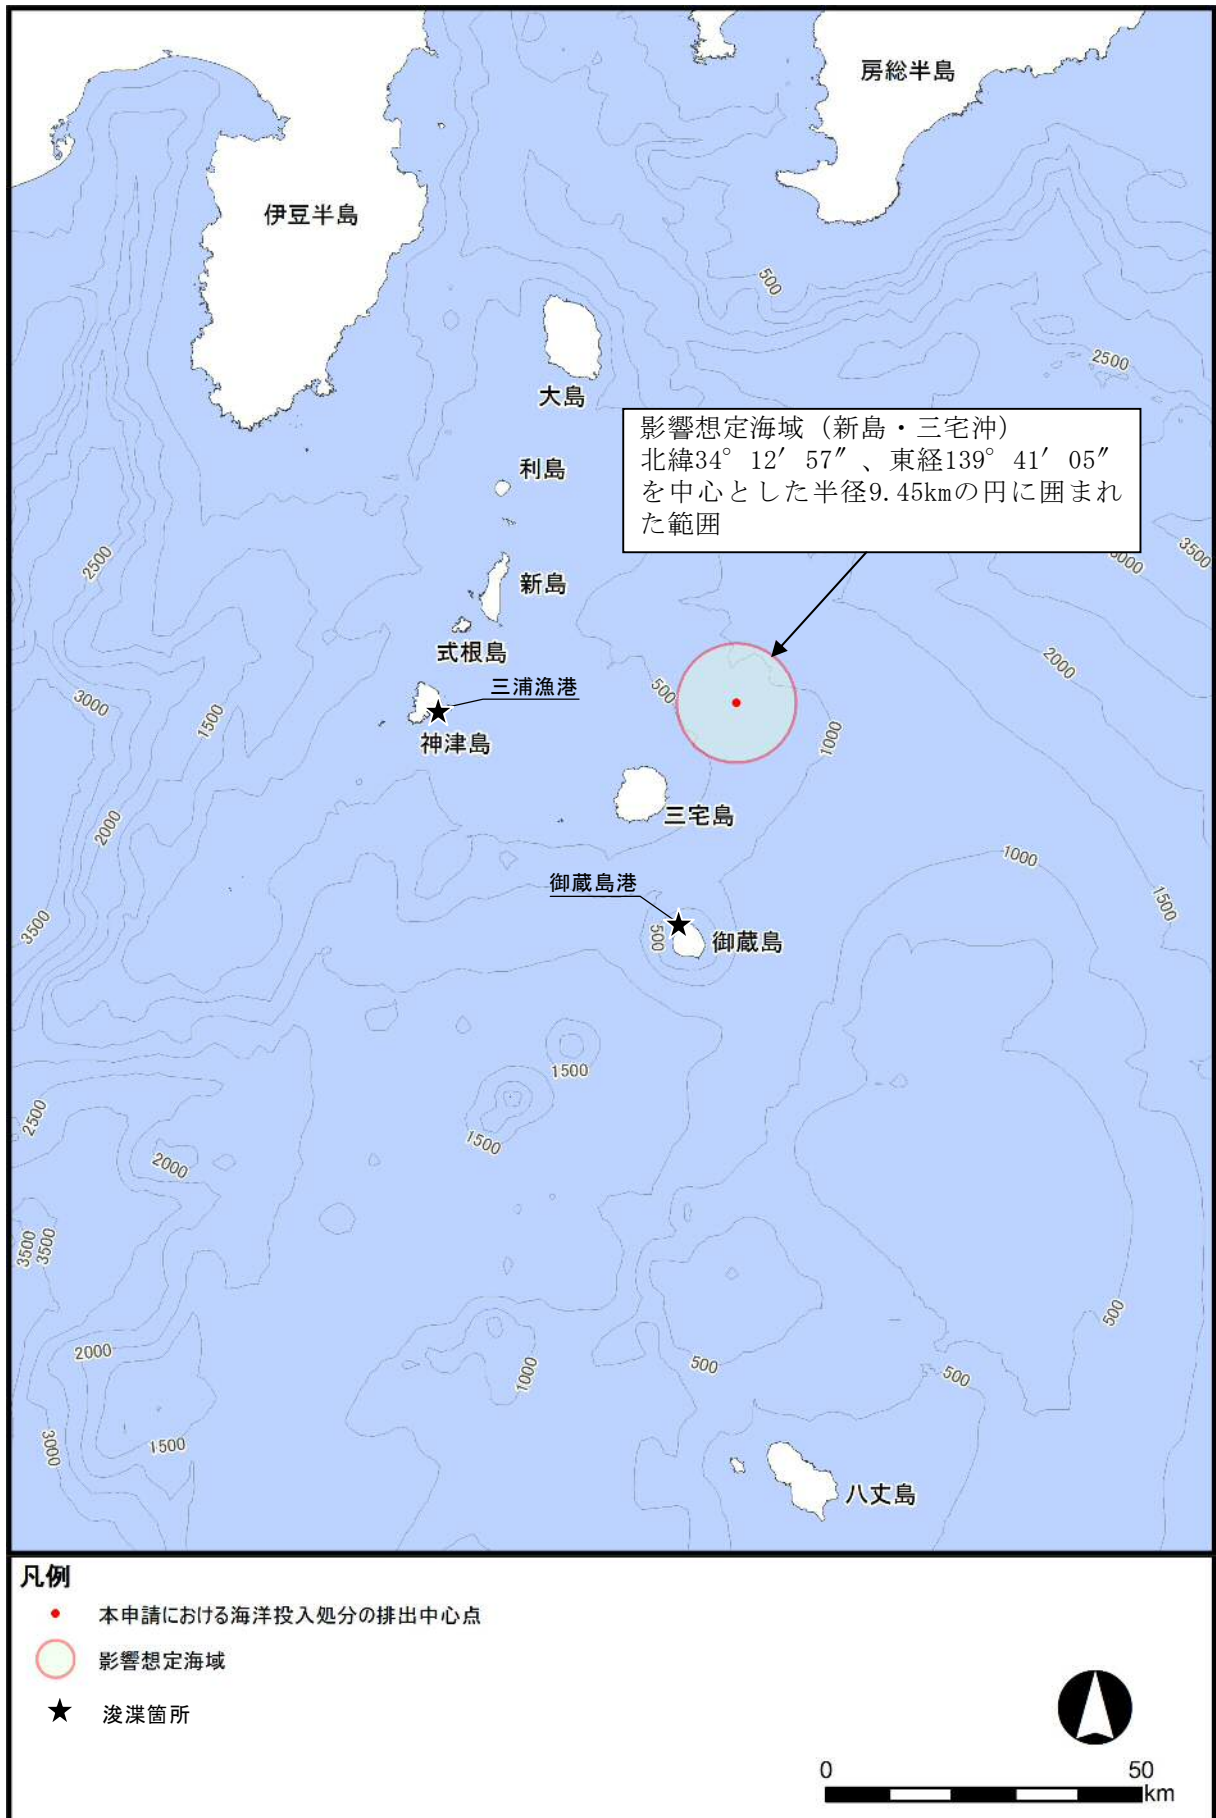 房総半島
伊豆半島
500
2500
大島
影響想定海域（新島・三宅沖）
北緯34°12′57″、東経139°41′05″
を中心とした半径9.45kmの円に囲まれ
た範囲
利島
3500
2500
新島
式根島
2000
三浦漁港
500
3000
1500
神津島
1000
三宅島
2000
1000
御蔵島港
1500
3500
500
御蔵島
1500
2500
1500
2000
3500
3500
500
2000
500
1000
500
3000
1500
八丈島
凡例
本申請における海洋投入処分の排出中心点
影響想定海域
浚渫箇所
0
50
km